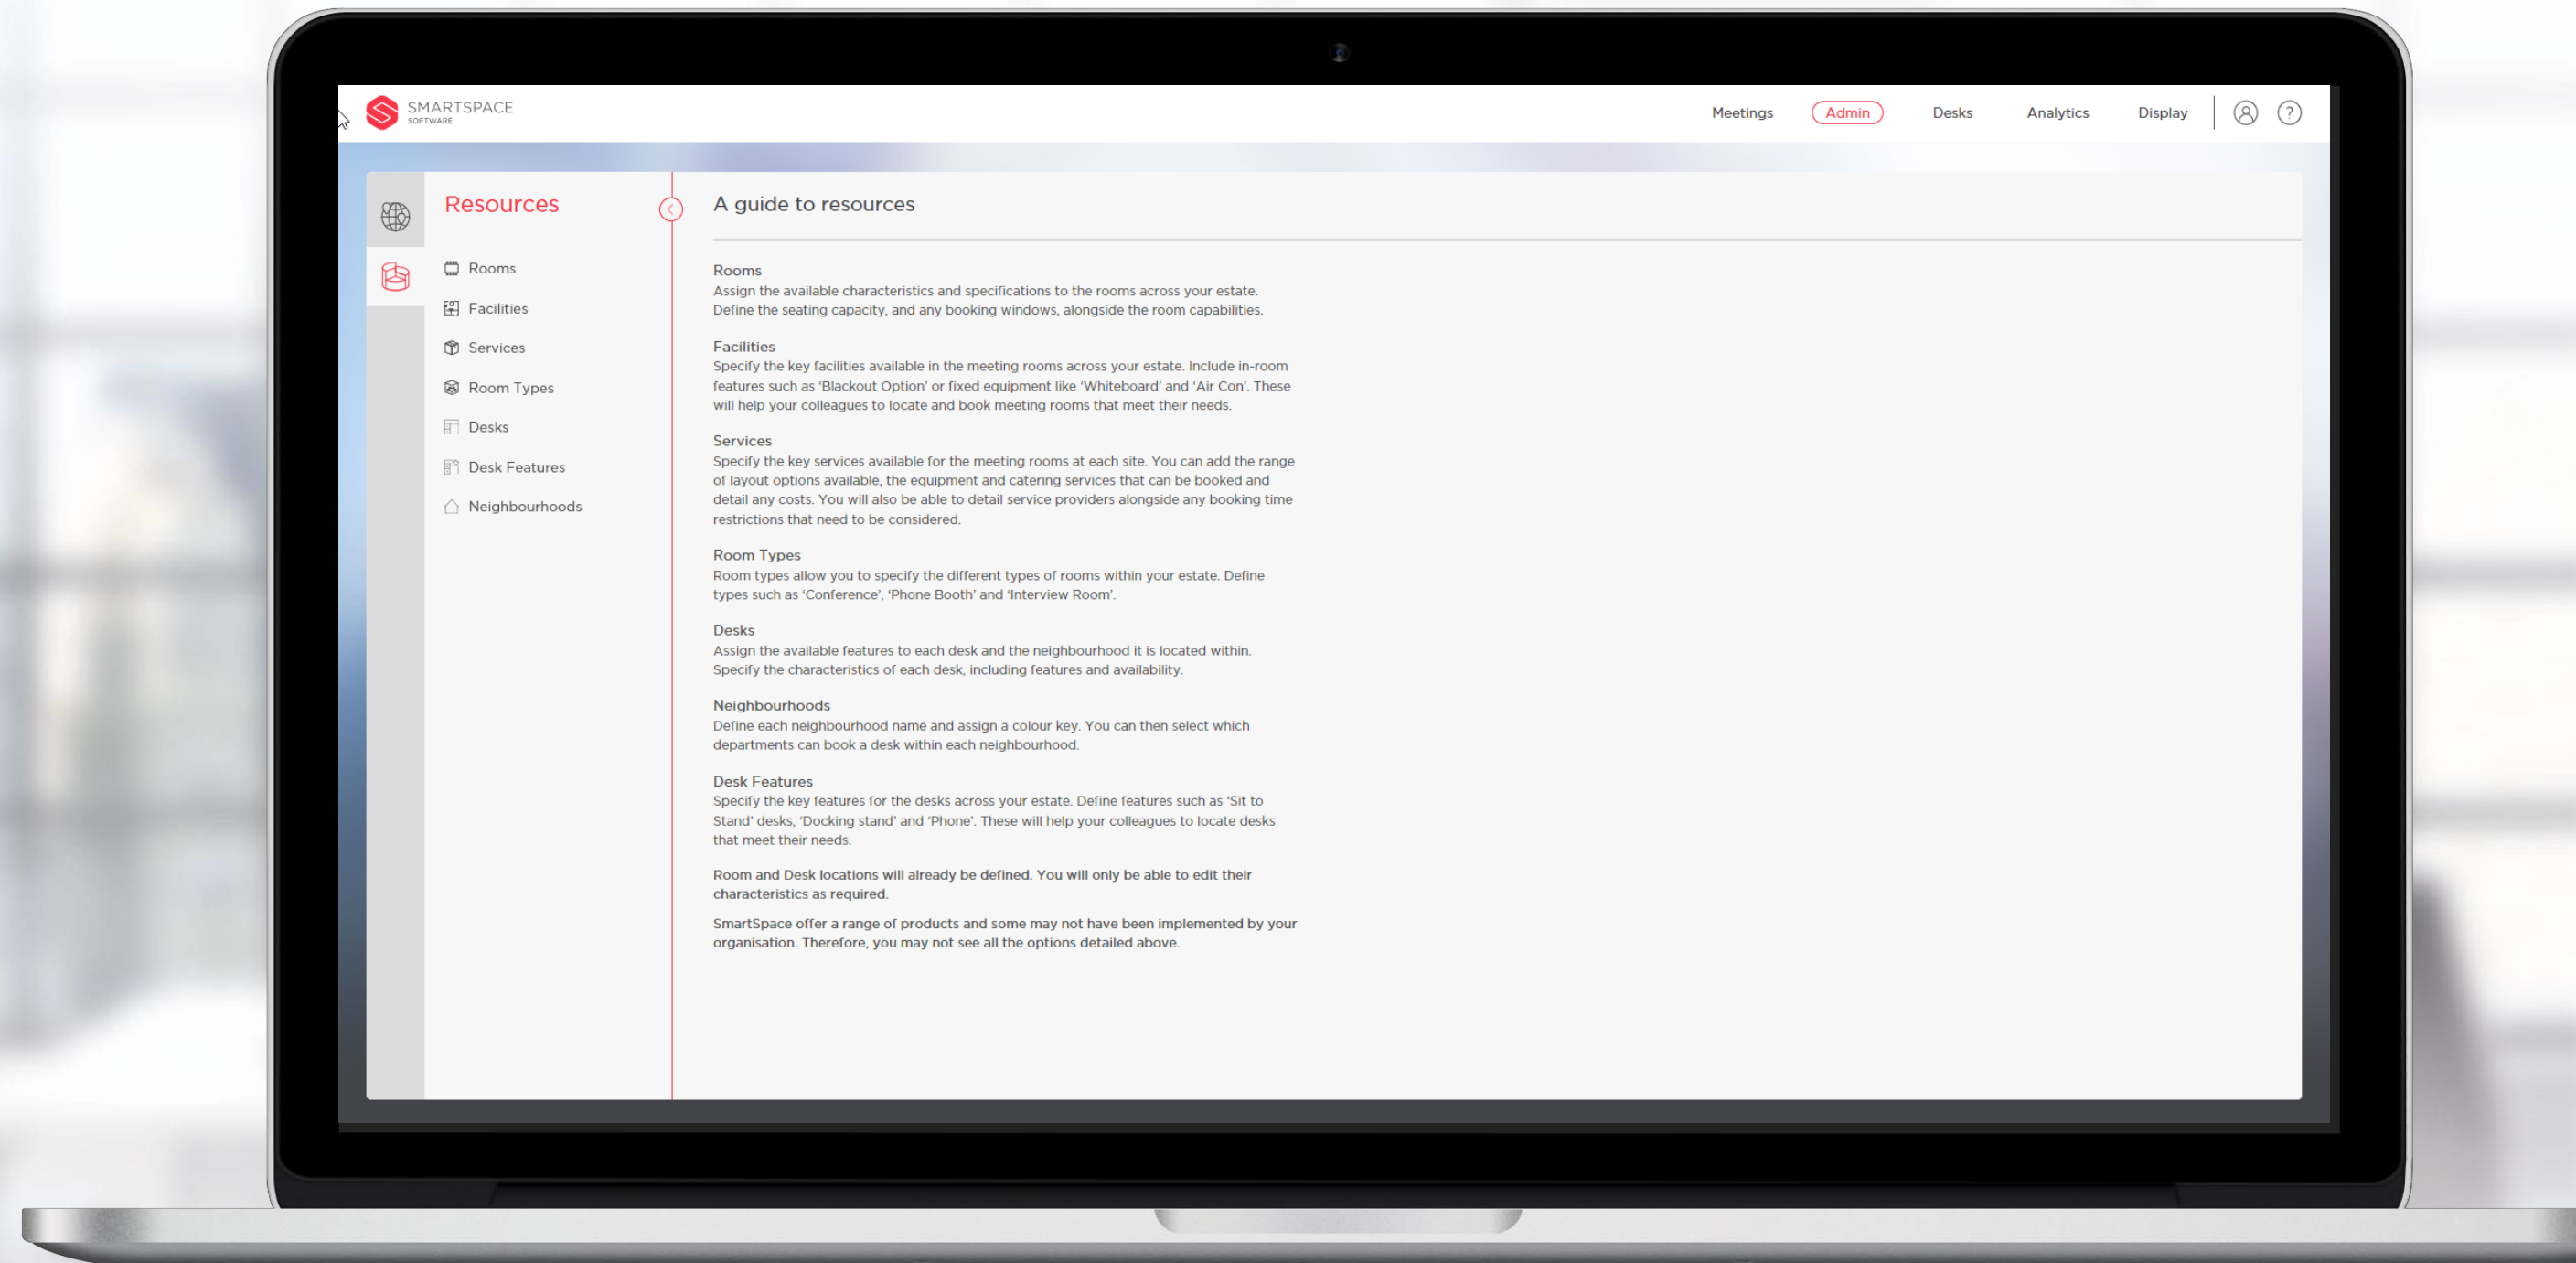 SMARTSPACE
SOFTWARE
Meetings
Admin
Desks
Analytics
Display
?
Resources
Rooms
Facilities
Services
Room Types
Desks
Desk Features
Neighbourhoods
A guide to resources
Rooms
Assign the available characteristics and specifications to the rooms across your estate.
Define the seating capacity, and any booking windows, alongside the room capabilities.
Facilities
Specify the key facilities available in the meeting rooms across your estate. Include in-room
features such as ‘Blackout Option’ or fixed equipment like ‘Whiteboard’ and ‘Air Con’. These
will help your colleagues to locate and book meeting rooms that meet their needs.
Services
Specify the key services available for the meeting rooms at each site. You can add the range
of layout options available, the equipment and catering services that can be booked and
detail any costs. You will also be able to detail service providers alongside any booking time
restrictions that need to be considered.
Room Types
Room types allow you to specify the different types of rooms within your estate. Define
types such as ‘Conference’, ‘Phone Booth’ and ‘Interview Room’.
Desks
Assign the available features to each desk and the neighbourhood it is located within.
Specify the characteristics of each desk, including features and availability.
Neighbourhoods
Define each neighbourhood name and assign a colour key. You can then select which
departments can book a desk within each neighbourhood.
Desk Features
Specify the key features for the desks across your estate. Define features such as ‘Sit to
Stand’ desks, ‘Docking stand’ and ‘Phone’. These will help your colleagues to locate desks
that meet their needs.
Room and Desk locations will already be defined. You will only be able to edit their
characteristics as required.
SmartSpace offer a range of products and some may not have been implemented by your
organisation. Therefore, you may not see all the options detailed above.